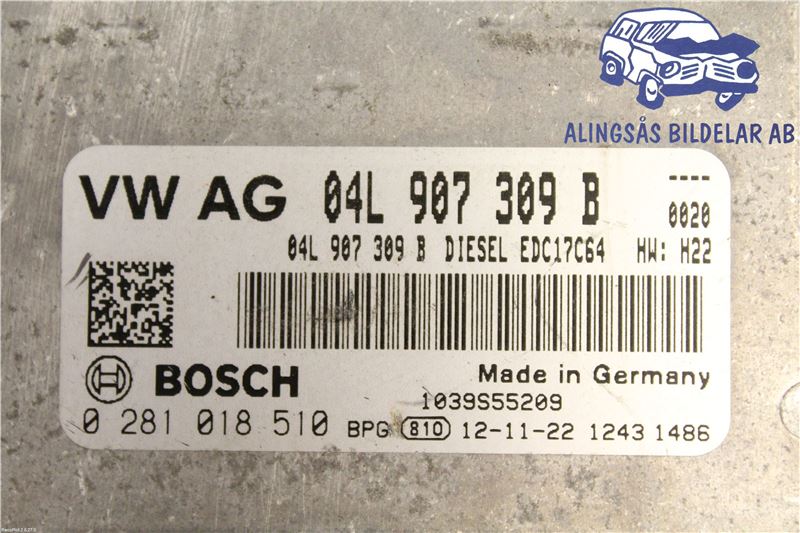 ALINGSÅS BILDELAR AB
VW AG 04L 907 309 B ----
0020
04L 907 309 B DIESEL EDC17C64 HW: H22
BOSCH
Made in Germany
1039S55209
0 281 018 510 BPG 810 12-11-22 1243 1486